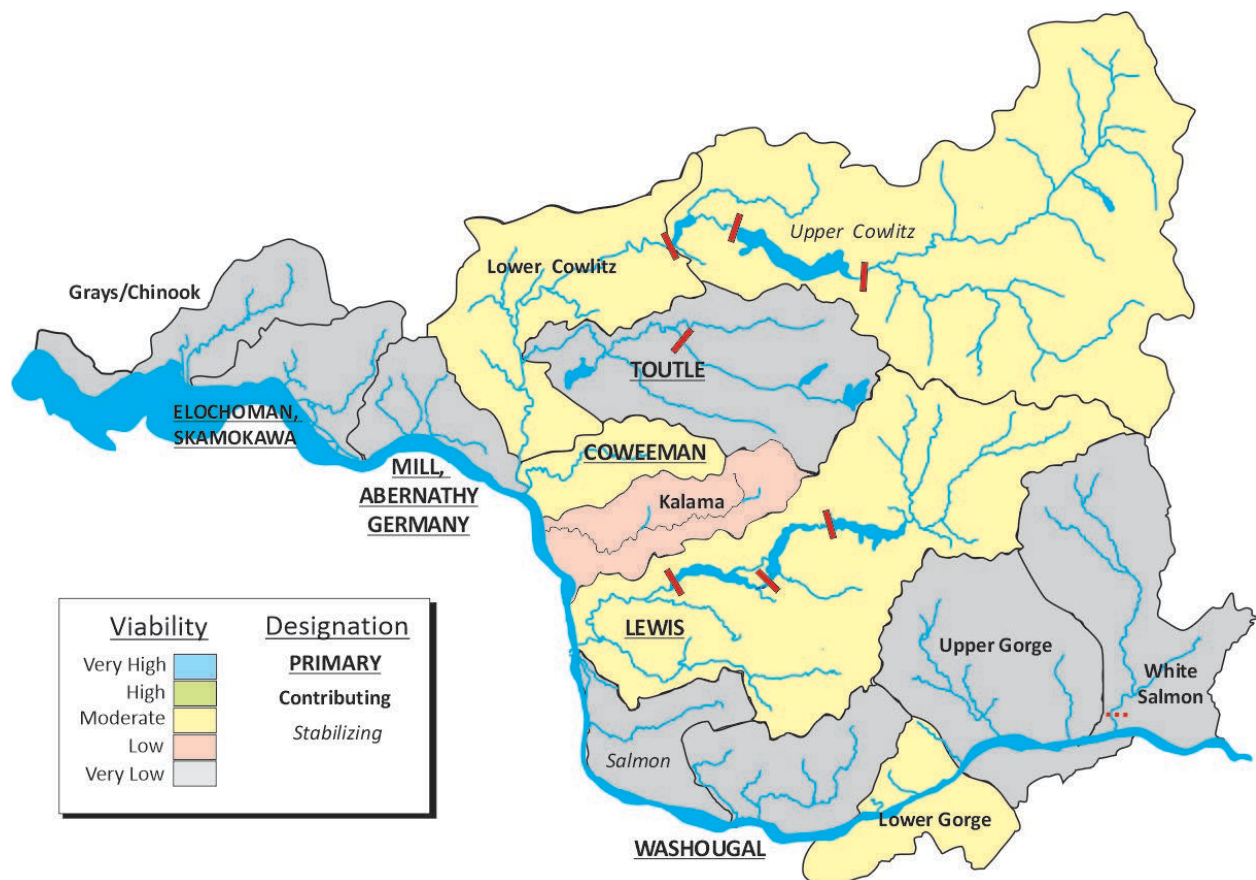 Upper Cowlitz
Lower Cowlitz
Grays/Chinook
TOUTLE
ELOCHOMAN,
SKAMOKAWA
COWEEMAN
MILL,
ABERNATHY
GERMANY
Kalama
LEWIS
Upper Gorge
White
Salmon
Salmon
Lower Gorge
WASHOUGAL
Viability
Very High
High
Moderate
Low
Very Low
Designation
PRIMARY
Contributing
Stabilizing